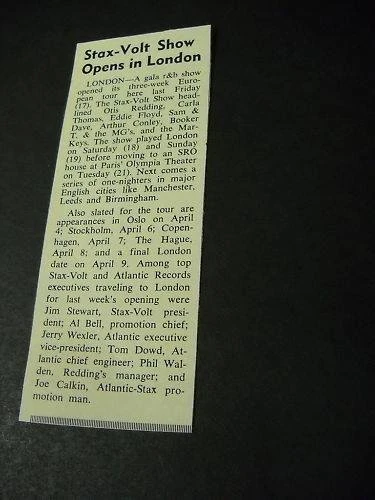 Stax-Volt Show
Opens in London
LONDON—A gala r&b show
opened its three-week Euro-
pean tour here last Friday
(17). The Stax-Volt Show head-
lined Otis Redding, Carla
Thomas, Eddie Floyd, Sam &
Dave, Arthur Conley, Booker
T. & the MG's, and the Mar-
Keys. The show played London
on Saturday (18) and Sunday
(19) before moving to an SRO
house at Paris' Olympia Theater
on Tuesday (21). Next comes a
series of one-nighters in major
English cities like Manchester,
Leeds and Birmingham.
Also slated for the tour are
appearances in Oslo on April
4; Stockholm, April 6; Copen-
hagen, April 7; The Hague,
April 8; and a final London
date on April 9. Among top
Stax-Volt and Atlantic Records
executives traveling to London
for last week's opening were
Jim Stewart, Stax-Volt presi-
dent; Al Bell, promotion chief;
Jerry Wexler, Atlantic executive
vice-president; Tom Dowd, At-
lantic chief engineer; Phil Wal-
den, Redding's manager; and
Joe Calkin, Atlantic-Stax pro-
motion man.